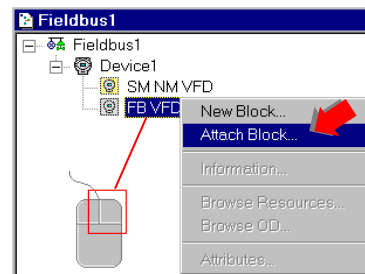 Fieldbus1
Fieldbus1
Device1
SM NM VFD
FB VFD
New Block...
Attach Block...
Information...
Browse Resources...
Browse OD...
Attributes...